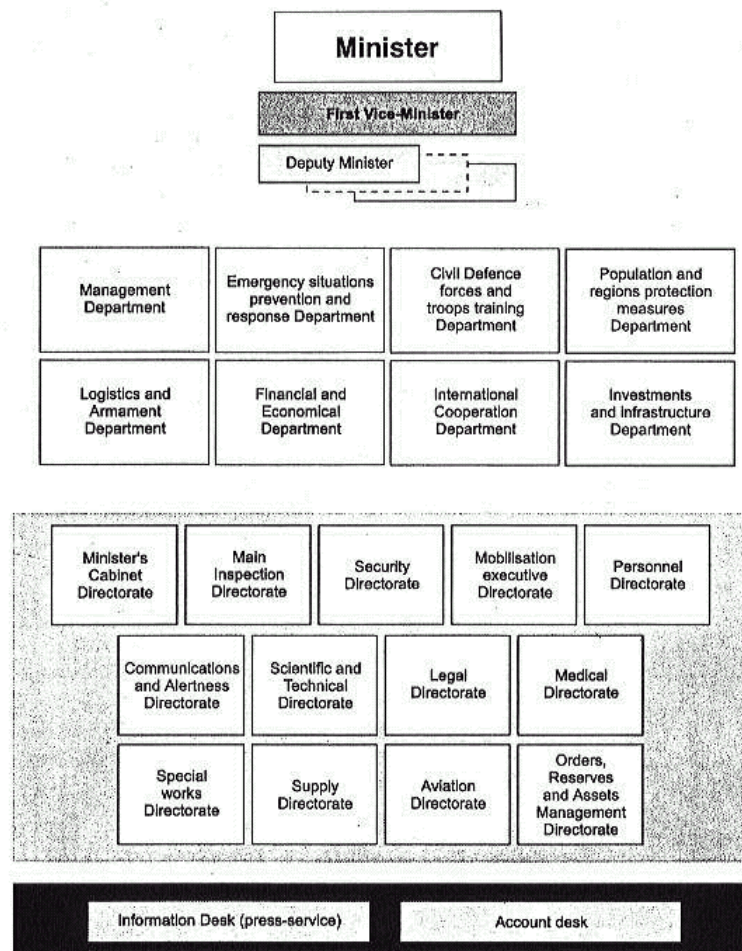 Minister
First Vice-Minister
Deputy Minister
Management
Department
Emergency situations
prevention and
response Department
Civil Defence
forces and
troops training
Department
Population and
regions protection
measures
Department
Logistics and
Armament
Department
Financial and
Economical
Department
International
Cooperation
Department
Investments
and Infrastructure
Department
Minister's
Cabinet
Directorate
Main
Inspection
Directorate
Security
Directorate
Mobilisation
executive
Directorate
Personnel
Directorate
Communications
and Alertness
Directorate
Scientific and
Technical
Directorate
Legal
Directorate
Medical
Directorate
Special
works
Directorate
Supply
Directorate
Aviation
Directorate
Orders,
Reserves
and Assets
Management
Directorate
Information Desk (press-service)
Account desk